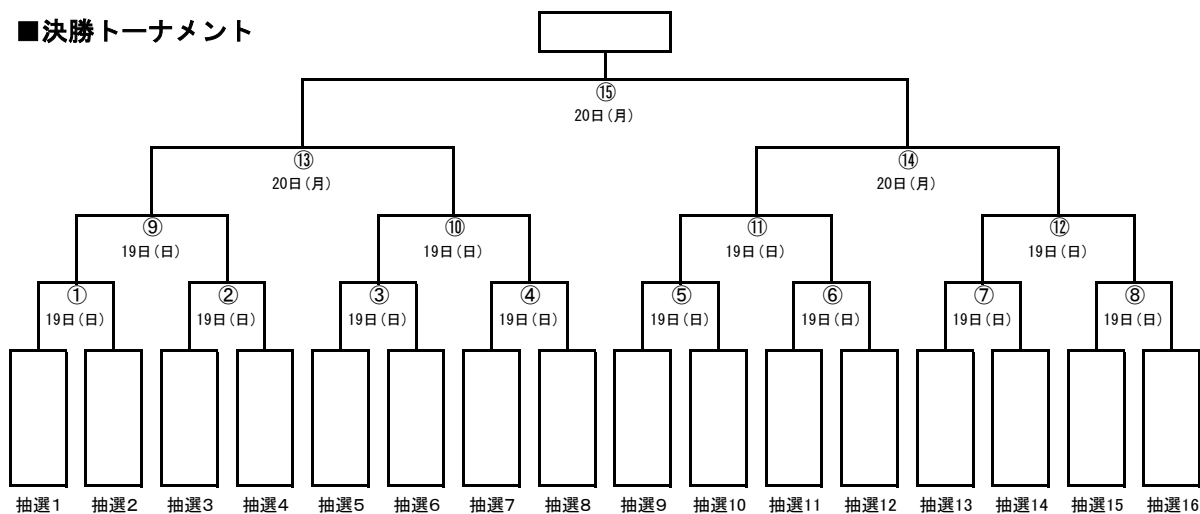 ■決勝トーナメント
⑮
20日(月)
⑬ ⑭
20日(月) 20日(月)
⑨ ⑩ ⑪ ⑫
19日(日) 19日(日) 19日(日) 19日(日)
① ② ③ ④ ⑤ ⑥ ⑦ ⑧
19日(日) 19日(日) 19日(日) 19日(日) 19日(日) 19日(日) 19日(日) 19日(日)
抽選1 抽選2 抽選3 抽選4 抽選5 抽選6 抽選7 抽選8 抽選9 抽選10 抽選11 抽選12 抽選13 抽選14 抽選15 抽選16